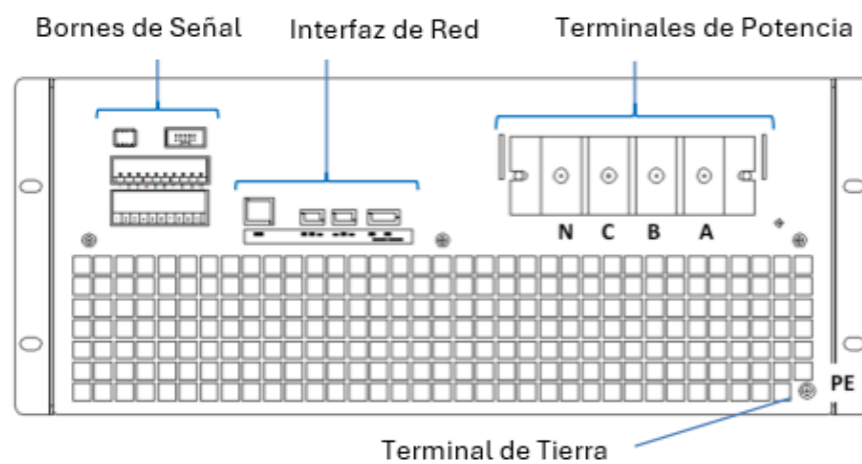 Bornes de Señal
Interfaz de Red
Terminales de Potencia
N C B A
PE
Terminal de Tierra